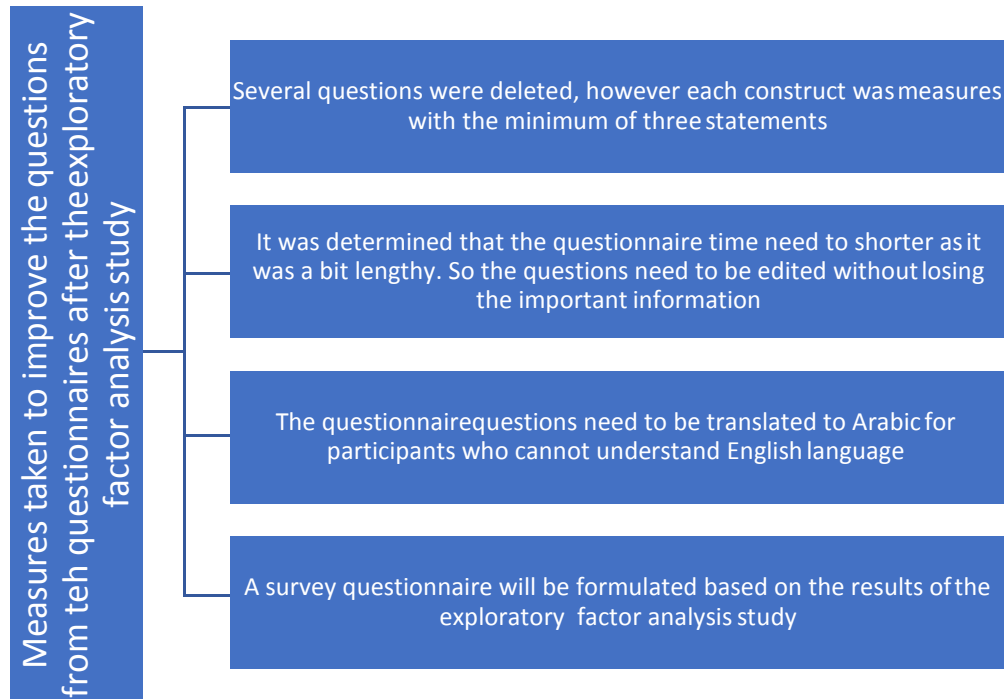 Measures taken to improve the questions
from teh questionnaires after theexploratory
factor analysis study
Several questions were deleted, however each construct was measures
with the minimum of three statements
It was determined that the questionnaire time need to shorter as it
was a bit lengthy. So the questions need to be edited without losing
the important information
The questionnairequestions need to be translated to Arabic for
participants who cannot understand English language
A survey questionnaire will be formulated based on the results of the
exploratory factor analysis study